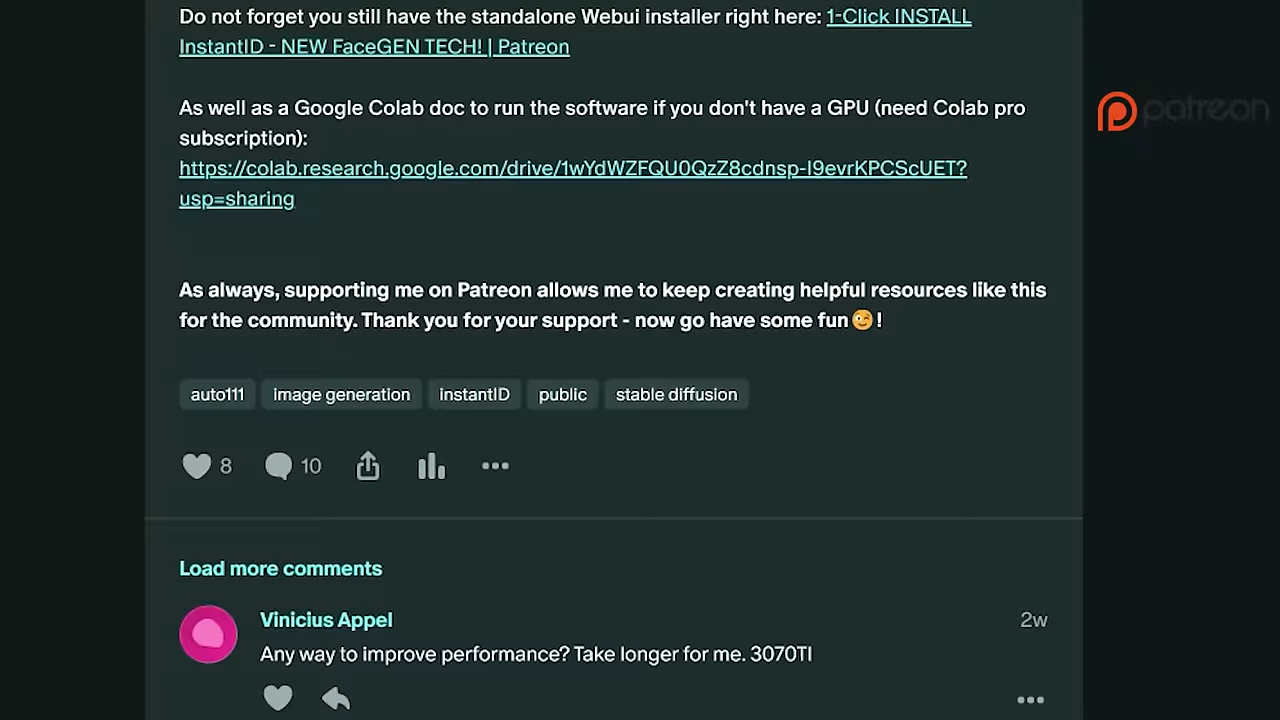 Do not forget you still have the standalone Webui installer right here: 1-Click INSTALL
InstantID - NEW FaceGEN TECH! | Patreon
As well as a Google Colab doc to run the software if you don't have a GPU (need Colab pro
subscription):
https://colab.research.google.com/drive/1wYdWZFQU0QzZ8cdnsp-I9evrKPCScUET?
usp=sharing
patreon
As always, supporting me on Patreon allows me to keep creating helpful resources like this
for the community. Thank you for your support - now go have some fun😉!
auto111 image generation instantID public stable diffusion
8 10
Load more comments
Vinicius Appel 2w
Any way to improve performance? Take longer for me. 3070TI